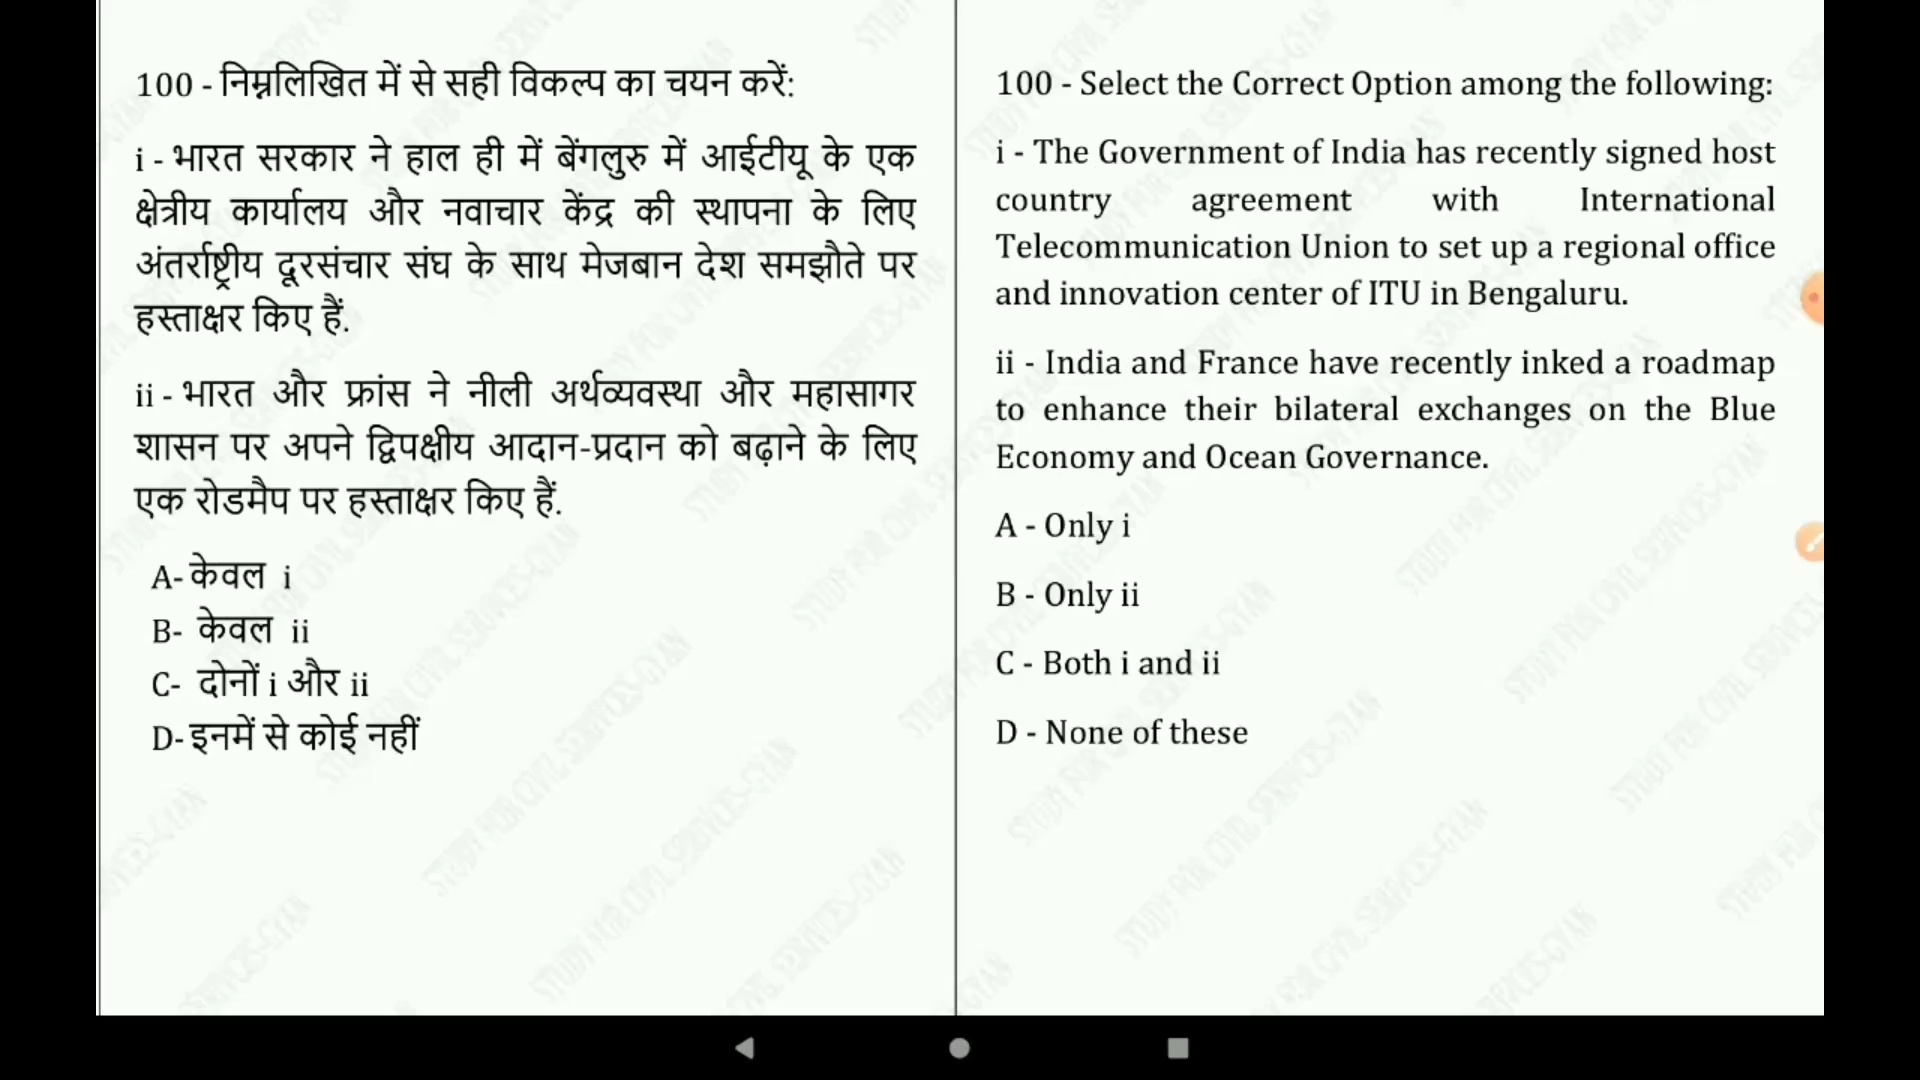 100 - निम्नलिखित में से सही विकल्प का चयन करें:
i - भारत सरकार ने हाल ही में बेंगलुरु में आईटीयू के एक
क्षेत्रीय कार्यालय और नवाचार केंद्र की स्थापना के लिए
अंतर्राष्ट्रीय दूरसंचार संघ के साथ मेजबान देश समझौते पर
हस्ताक्षर किए हैं.
ii - भारत और फ्रांस ने नीली अर्थव्यवस्था और महासागर
शासन पर अपने द्विपक्षीय आदान-प्रदान को बढ़ाने के लिए
एक रोडमैप पर हस्ताक्षर किए हैं.
A- केवल i
B- केवल ii
C- दोनों i और ii
D- इनमें से कोई नहीं
100 - Select the Correct Option among the following:
i - The Government of India has recently signed host
country agreement with International
Telecommunication Union to set up a regional office
and innovation center of ITU in Bengaluru.
ii - India and France have recently inked a roadmap
to enhance their bilateral exchanges on the Blue
Economy and Ocean Governance.
A - Only i
B - Only ii
C - Both i and ii
D - None of these
STUDY FOR CIVIL SERVICES-GYAN